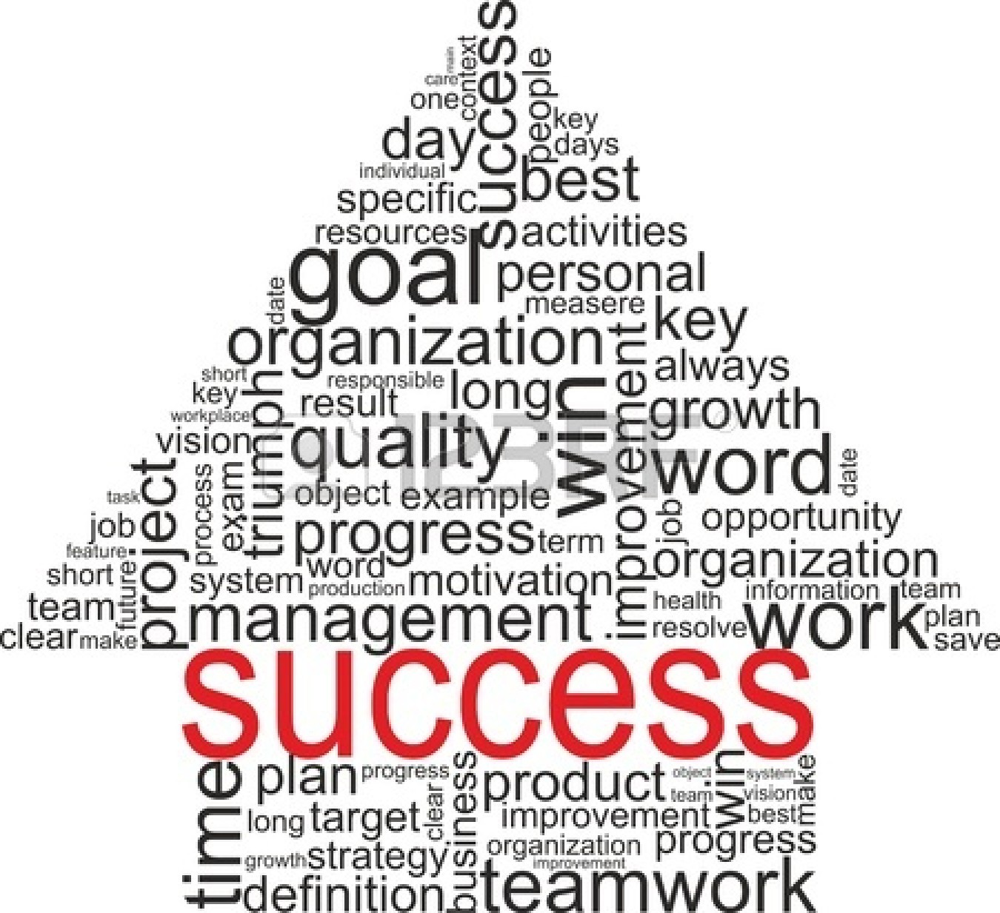 success
main
context
care
one
people
key
day
days
individual
best
specific
resources
activities
goal
personal
date
measere
key
organization
always
short
responsible
long
win
improvement
key
triumph
result
growth
workplace
quality
vision
word
date
project
process
exam
object example
task
job
opportunity
job
progress term
feature
organization
short
future
system
word
production
motivation
team
management
health
information team
clear make
resolve
work
plan
save
success
time
plan progress
business
product
object
team
win
system
vision
make
long target
clear
improvement
best
growth strategy
organization
progress
improvement
definition
teamwork
123RF